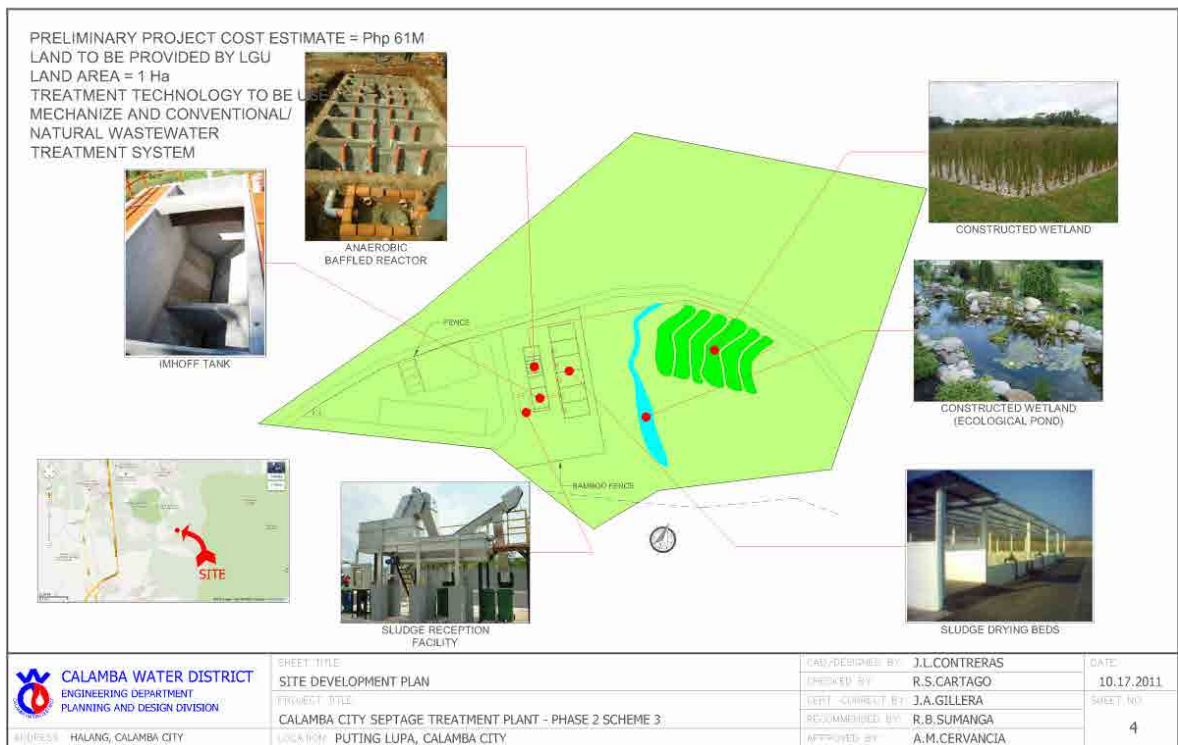 PRELIMINARY PROJECT COST ESTIMATE = Php 61M
LAND TO BE PROVIDED BY LGU
LAND AREA = 1 Ha
TREATMENT TECHNOLOGY TO BE USE
MECHANIZE AND CONVENTIONAL/
NATURAL WASTEWATER
TREATMENT SYSTEM
ANAEROBIC
BAFFLED REACTOR
CONSTRUCTED WETLAND
IMHOFF TANK
FENCE
CONSTRUCTED WETLAND
(ECOLOGICAL POND)
BAMBOO FENCE
SITE
SLUDGE RECEPTION
FACILITY
SLUDGE DRYING BEDS
CALAMBA WATER DISTRICT
ENGINEERING DEPARTMENT
PLANNING AND DESIGN DIVISION
ADDRESS: HALANG, CALAMBA CITY
SHEET TITLE
SITE DEVELOPMENT PLAN
PROJECT TITLE
CALAMBA CITY SEPTAGE TREATMENT PLANT - PHASE 2 SCHEME 3
LOCATION: PUTING LUPA, CALAMBA CITY
CAD/DESIGNED BY: J.L.CONTRERAS
CHECKED BY: R.S.CARTAGO
CORRECT BY: J.A.GILLERA
RECOMMENDED BY: R.B.SUMANGA
APPROVED BY: A.M.CERVANCIA
DATE:
10.17.2011
SHEET NO.
4